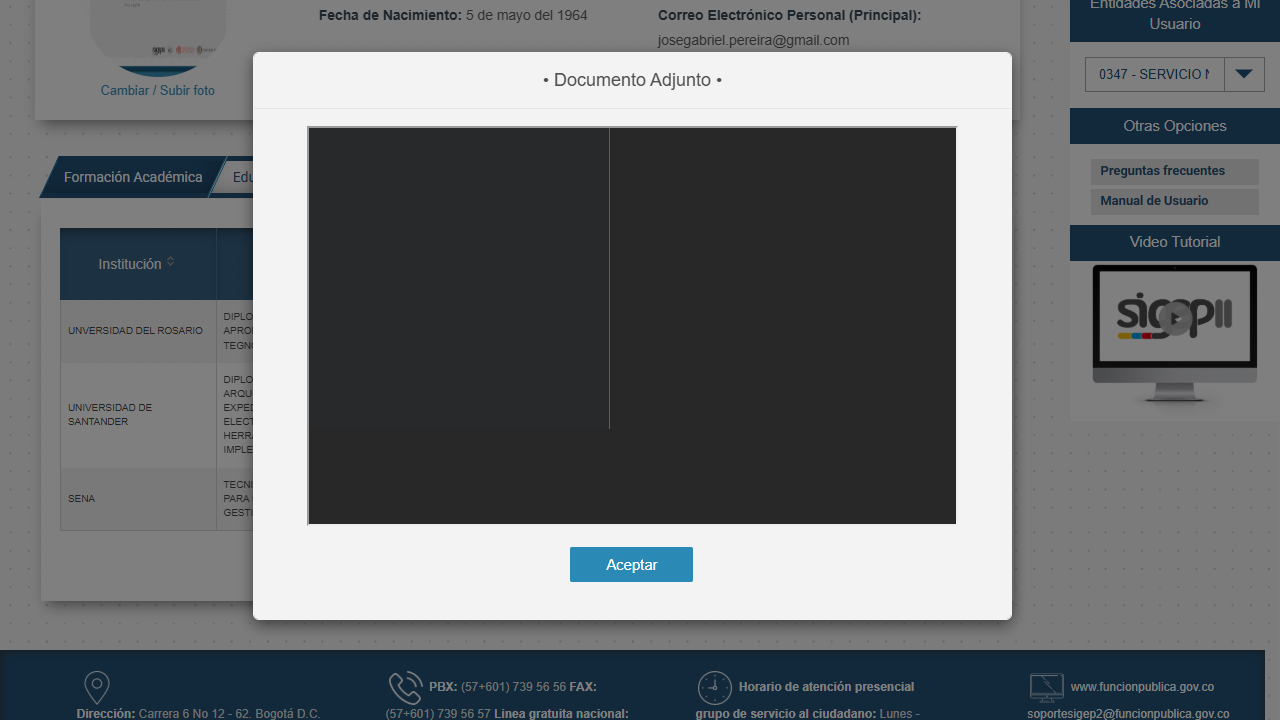 Fecha de Nacimiento: 5 de mayo del 1964
Correo Electrónico Personal (Principal):
josegabriel.pereira@gmail.com
Cambiar / Subir foto
Entidades Asociadas a Mi
Usuario
0347 - SERVICIO
Otras Opciones
Preguntas frecuentes
Manual de Usuario
Video Tutorial
sigepII
• Documento Adjunto •
Aceptar
Formación Académica
Edu
Institución
UNVERSIDAD DEL ROSARIO
DIPLO
APRO
TEGN
UNIVERSIDAD DE
SANTANDER
DIPLO
ARQU
EXPED
ELECT
HERRA
IMPLE
SENA
TECNI
PARA
GESTI
Dirección: Carrera 6 No 12 - 62. Bogotá D.C.
PBX: (57+601) 739 56 56 FAX:
(57+601) 739 56 57 Linea gratuita nacional:
Horario de atención presencial
grupo de servicio al ciudadano: Lunes -
www.funcionpublica.gov.co
soportesigep2@funcionpublica.gov.co